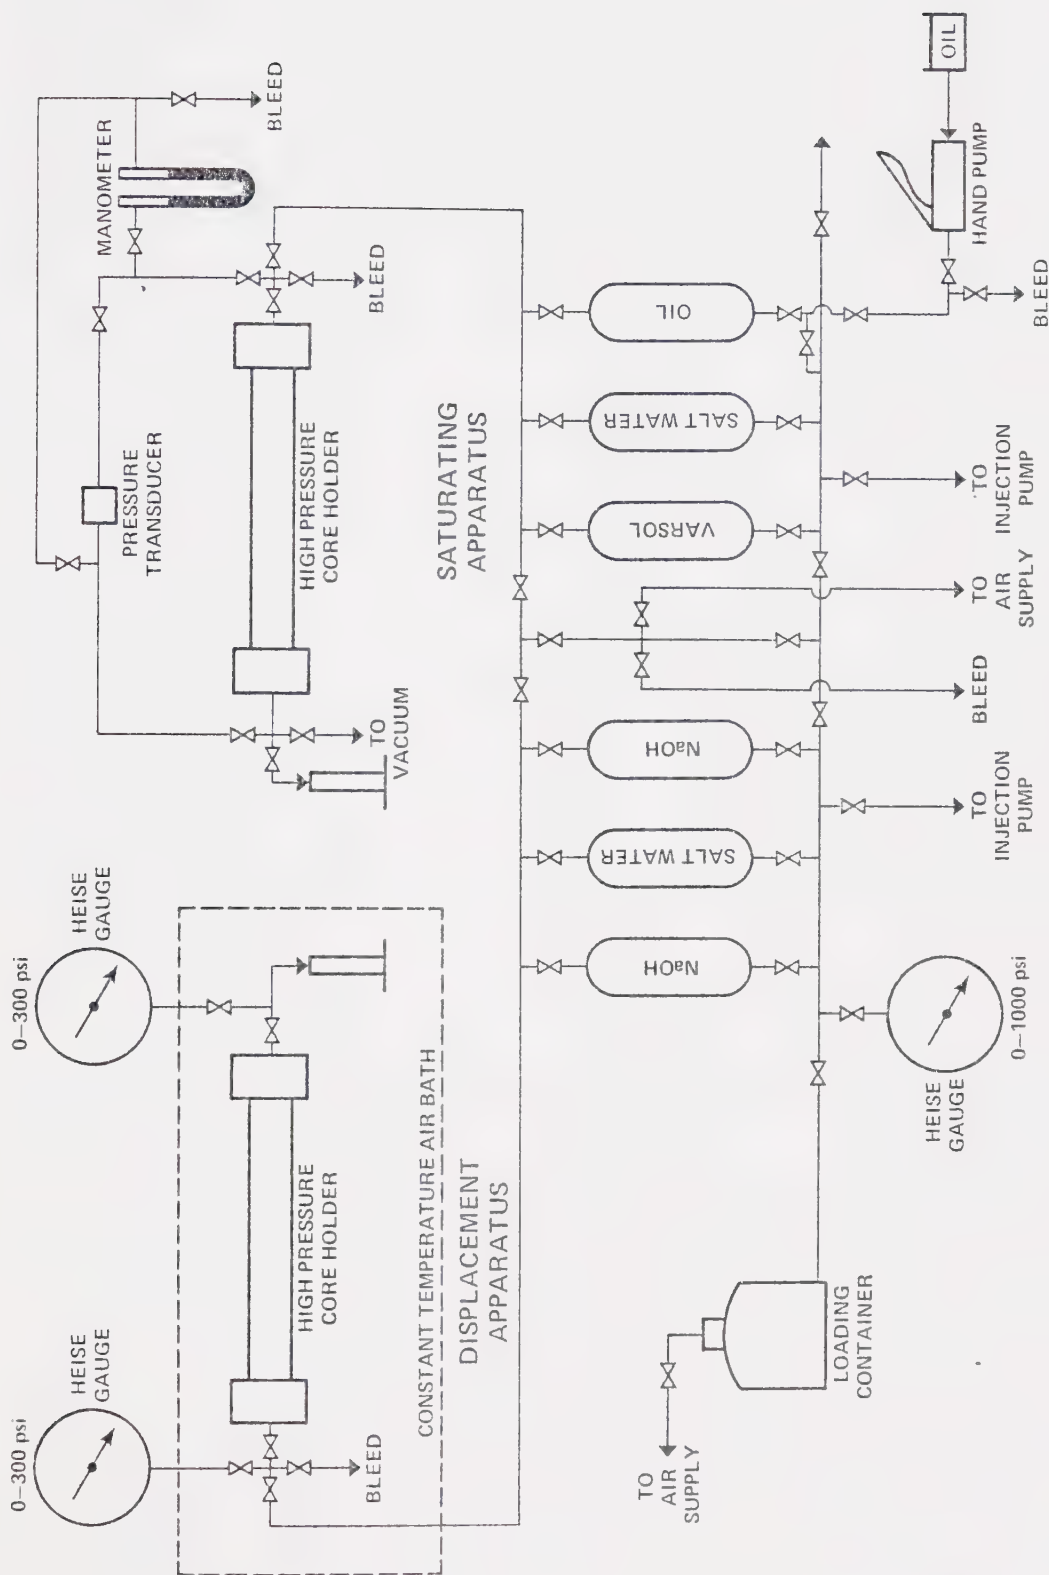 0–300 psi
HEISE
GAUGE
0–300 psi
HEISE
GAUGE
HIGH PRESSURE
CORE HOLDER
BLEED
CONSTANT TEMPERATURE AIR BATH
DISPLACEMENT
APPARATUS
PRESSURE
TRANSDUCER
MANOMETER
BLEED
HIGH PRESSURE
CORE HOLDER
TO
VACUUM
BLEED
SATURATING
APPARATUS
NaOH
SALT WATER
NaOH
VARSOL
SALT WATER
OIL
TO
AIR
SUPPLY
LOADING
CONTAINER
HEISE
GAUGE
0–1000 psi
TO
INJECTION
PUMP
BLEED
TO
AIR
SUPPLY
TO
INJECTION
PUMP
BLEED
HAND PUMP
OIL